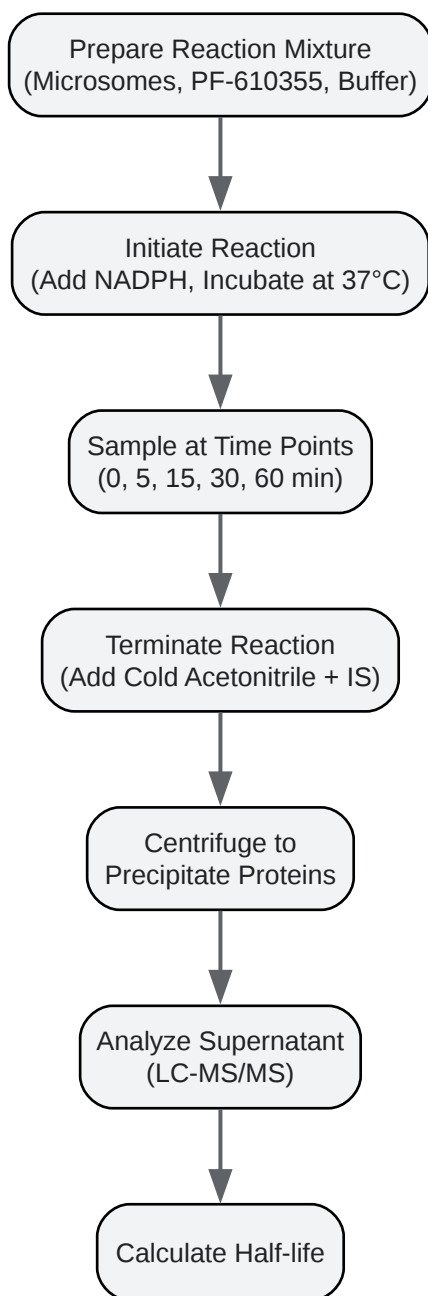 Prepare Reaction Mixture
(Microsomes, PF-610355, Buffer)
Initiate Reaction
(Add NADPH, Incubate at 37°C)
Sample at Time Points
(0, 5, 15, 30, 60 min)
Terminate Reaction
(Add Cold Acetonitrile + IS)
Centrifuge to
Precipitate Proteins
Analyze Supernatant
(LC-MS/MS)
Calculate Half-life